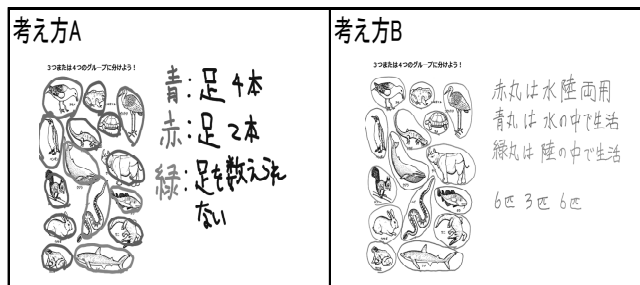 考え方A
3つまたは4つのグループに分けよう！
青：足4本
赤：足2本
緑：足を数えられ
ない
考え方B
3つまたは4つのグループに分けよう！
赤丸は水陸両用
青丸は水の中で生活
緑丸は陸の中で生活
6匹 3匹 6匹